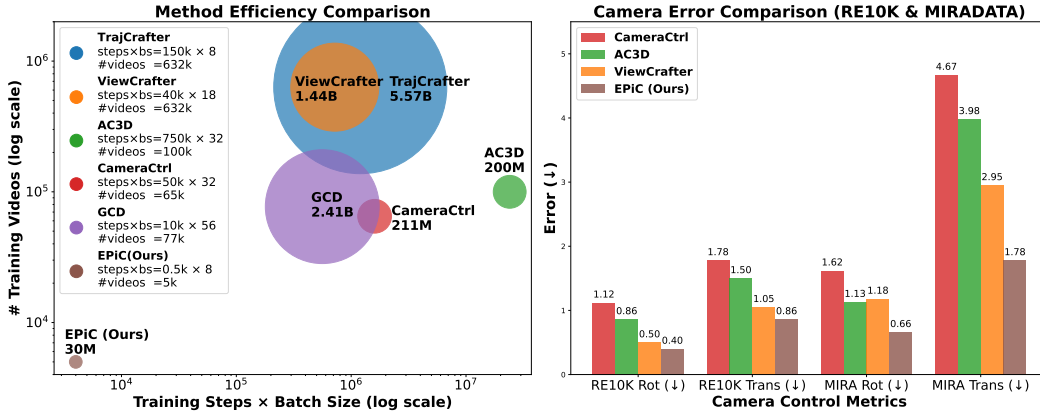 Method Efficiency Comparison
# Training Videos (log scale)
10⁶
10⁵
10⁴
TrajCrafter
steps×bs=150k × 8
#videos =632k
ViewCrafter
steps×bs=40k × 18
#videos =632k
AC3D
steps×bs=750k × 32
#videos =100k
CameraCtrl
steps×bs=50k × 32
#videos =65k
GCD
steps×bs=10k × 56
#videos =77k
EPiC(Ours)
steps×bs=0.5k × 8
#videos =5k
ViewCrafter
1.44B
TrajCrafter
5.57B
AC3D
200M
GCD
2.41B
CameraCtrl
211M
EPiC (Ours)
30M
10⁴ 10⁵ 10⁶ 10⁷
Training Steps × Batch Size (log scale)
Camera Error Comparison (RE10K & MIRADATA)
Error (↓)
5
4
3
2
1
0
CameraCtrl
AC3D
ViewCrafter
EPiC (Ours)
1.12 0.86 0.50 0.40
1.78 1.50 1.05 0.86
1.62 1.13 1.18 0.66
4.67 3.98 2.95 1.78
RE10K Rot (↓) RE10K Trans (↓) MIRA Rot (↓) MIRA Trans (↓)
Camera Control Metrics